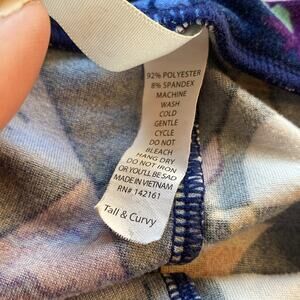 92% POLYESTER
8% SPANDEX
MACHINE
WASH
COLD
GENTLE
CYCLE
DO NOT
BLEACH
HANG DRY
DO NOT IRON
OR YOU'LL BE SAD
MADE IN VIETNAM
RN# 142161
Tall & Curvy